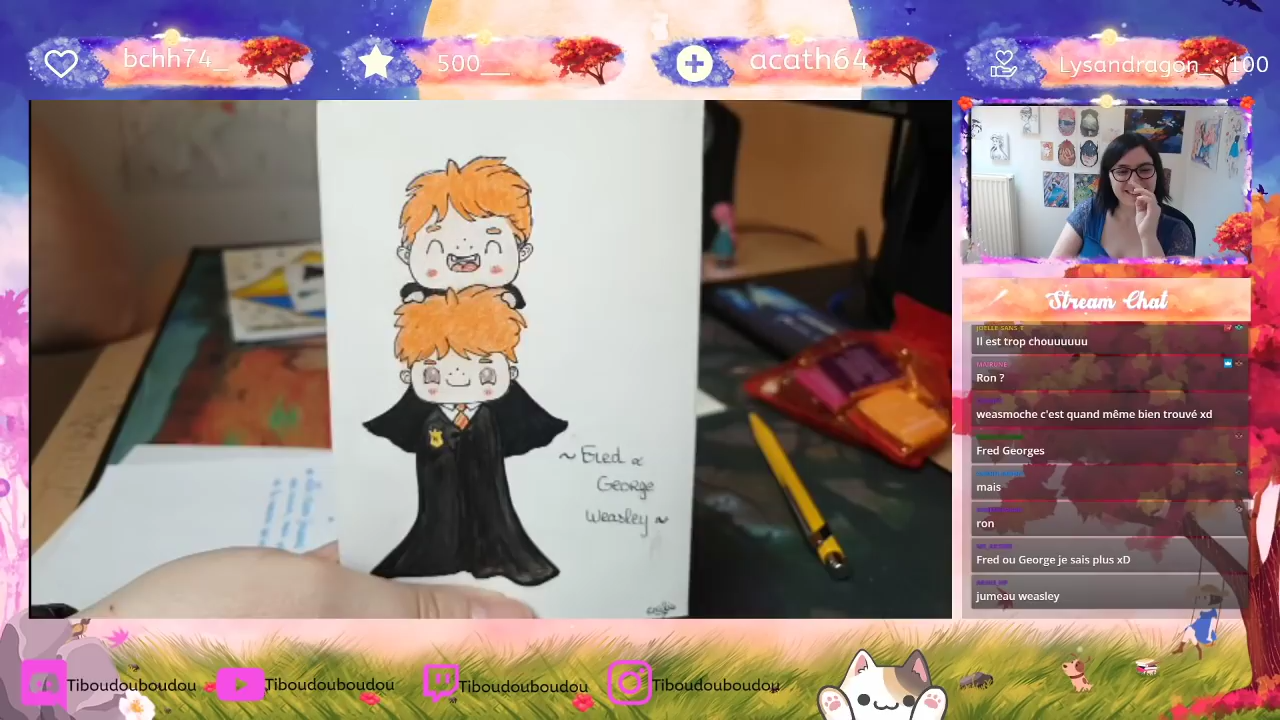 bchh74_
500__
acath64
Lysandragon_ 100
~ Fred &
George
Weasley ~
Stream Chat
JOELLE SANS E
Il est trop chouuuuuu
Ron ?
weasmoche c'est quand même bien trouvé xd
Fred Georges
mais
ron
Fred ou George je sais plus xD
jumeau weasley
Tiboudouboudou
Tiboudouboudou
Tiboudouboudou
Tiboudouboudou